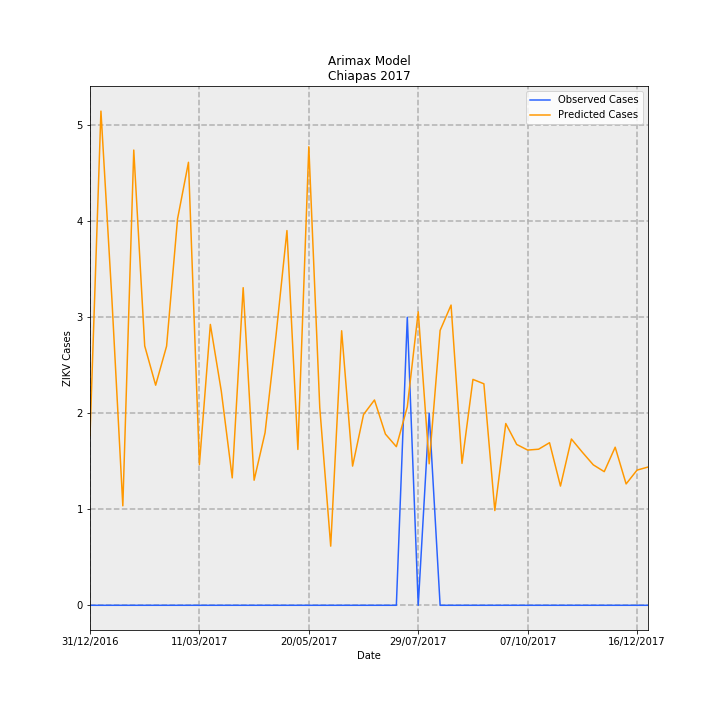 Arimax Model
Chiapas 2017
Observed Cases
Predicted Cases
5
4
3
2
1
0
ZIKV Cases
31/12/2016
11/03/2017
20/05/2017
29/07/2017
07/10/2017
16/12/2017
Date